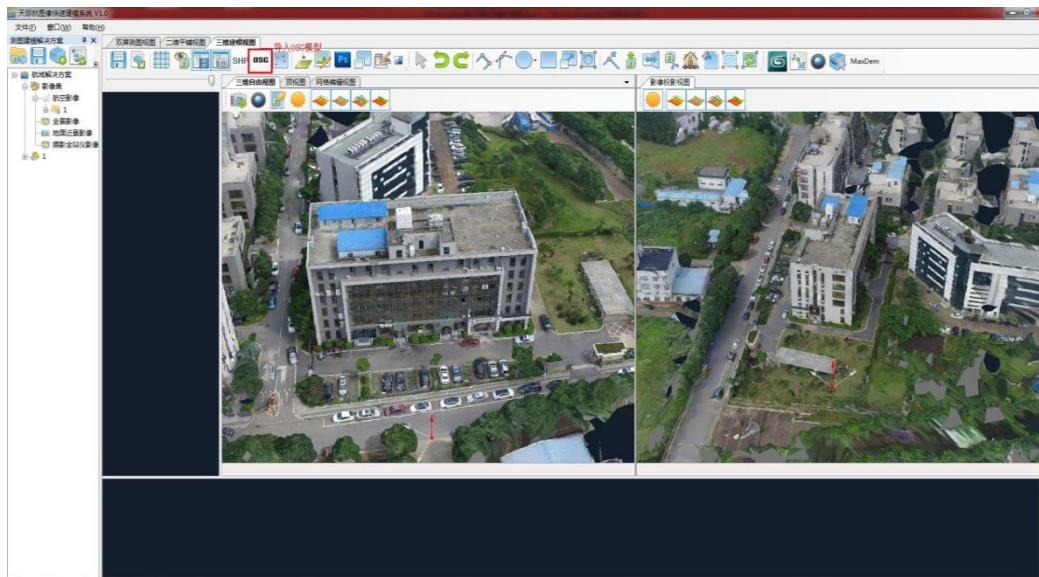 天际航图像快速建模系统 V1.0
文件(F) 窗口(W) 帮助(H)
测图建模解决方案
双屏测图视图 二维平铺视图 三维建模视图
导入OSG模型
SHP OSG Ps MaxDem
航域解决方案
影像集
航空影像
1
全景影像
地面近景影像
摄影全站仪影像
1
三维自由视图 顶视图 网格编辑视图
影像投影视图